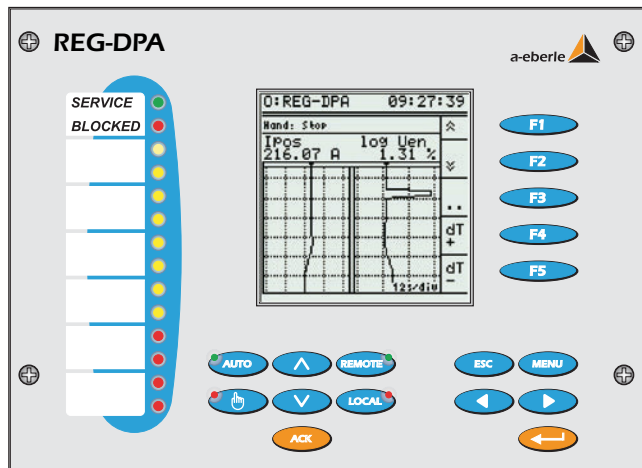 REG-DPA
a-eberle
SERVICE
BLOCKED
0:REG-DPA 09:27:39
Hand: Stop
IPos log Uen
216.07 A 1.31 %
..
dT
+
dT
-
12s/div
F1
F2
F3
F4
F5
AUTO
REMOTE
ESC
MENU
LOCAL
ACK